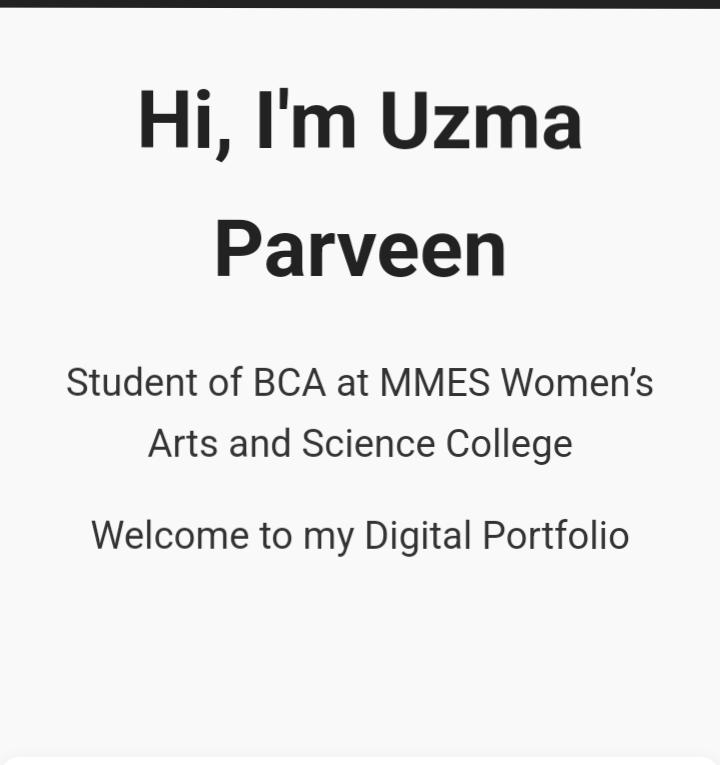 Hi, I'm Uzma
Parveen
Student of BCA at MMES Women’s
Arts and Science College
Welcome to my Digital Portfolio